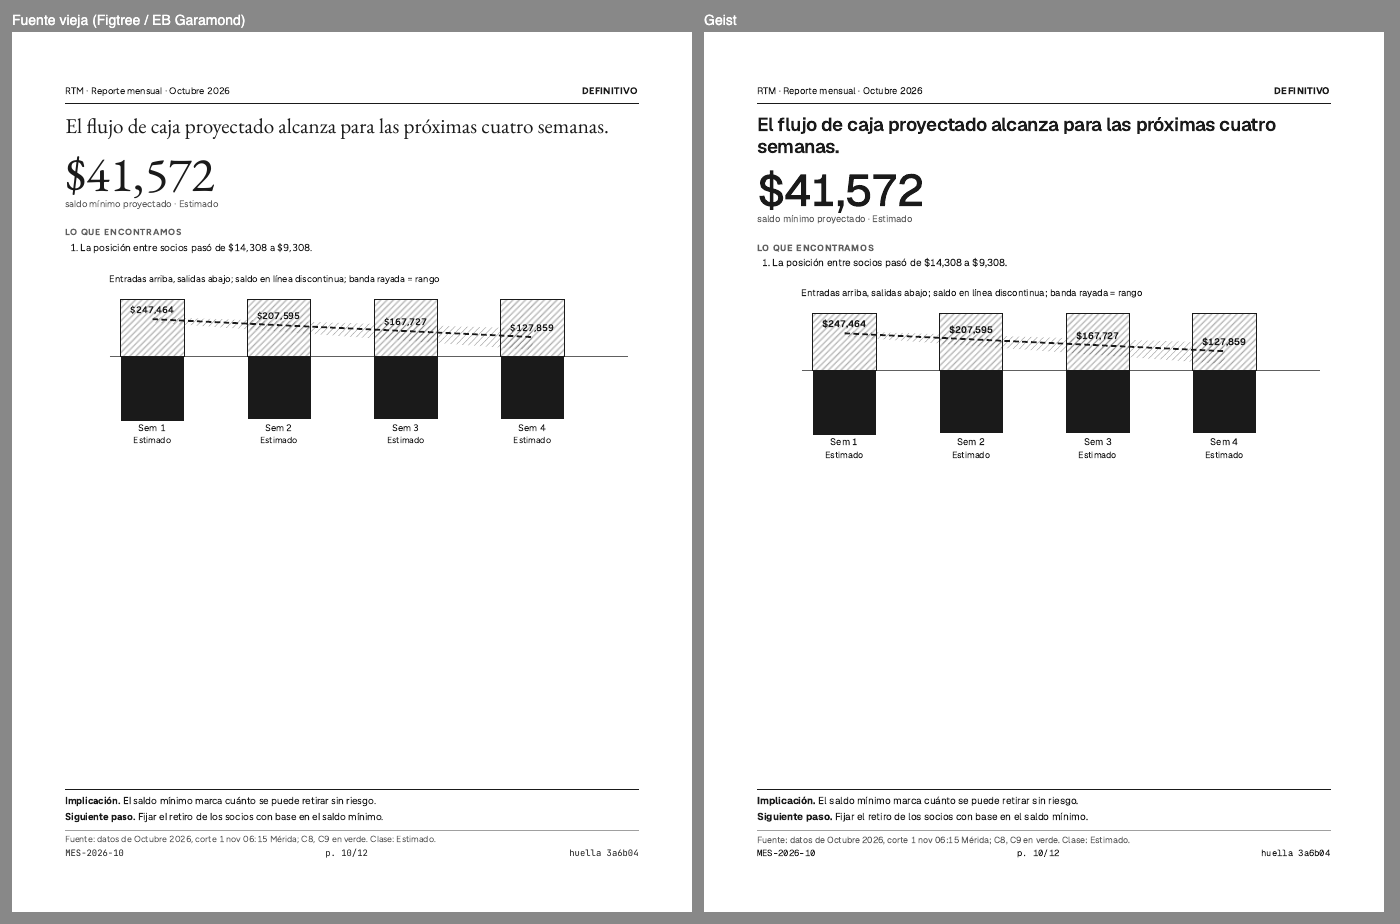 Fuente vieja (Figtree / EB Garamond)
RTM · Reporte mensual · Octubre 2026
DEFINITIVO
El flujo de caja proyectado alcanza para las próximas cuatro semanas.
$41,572
saldo mínimo proyectado · Estimado
LO QUE ENCONTRAMOS
1. La posición entre socios pasó de $14,308 a $9,308.
Entradas arriba, salidas abajo; saldo en línea discontinua; banda rayada = rango
$247,464
$207,595
$167,727
$127,859
Sem 1
Estimado
Sem 2
Estimado
Sem 3
Estimado
Sem 4
Estimado
Implicación. El saldo mínimo marca cuánto se puede retirar sin riesgo.
Siguiente paso. Fijar el retiro de los socios con base en el saldo mínimo.
Fuente: datos de Octubre 2026, corte 1 nov 06:15 Mérida; C8, C9 en verde. Clase: Estimado.
MES-2026-10
p. 10/12
huella 3a6b04
Geist
RTM · Reporte mensual · Octubre 2026
DEFINITIVO
El flujo de caja proyectado alcanza para las próximas cuatro
semanas.
$41,572
saldo mínimo proyectado · Estimado
LO QUE ENCONTRAMOS
1. La posición entre socios pasó de $14,308 a $9,308.
Entradas arriba, salidas abajo; saldo en línea discontinua; banda rayada = rango
$247,464
$207,595
$167,727
$127,859
Sem 1
Estimado
Sem 2
Estimado
Sem 3
Estimado
Sem 4
Estimado
Implicación. El saldo mínimo marca cuánto se puede retirar sin riesgo.
Siguiente paso. Fijar el retiro de los socios con base en el saldo mínimo.
Fuente: datos de Octubre 2026, corte 1 nov 06:15 Mérida; C8, C9 en verde. Clase: Estimado.
MES-2026-10
p. 10/12
huella 3a6b04